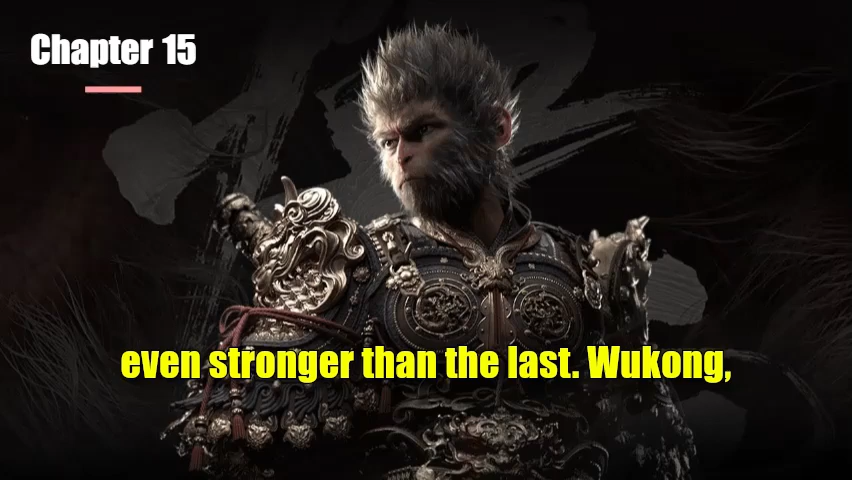 Chapter 15
even stronger than the last. Wukong,